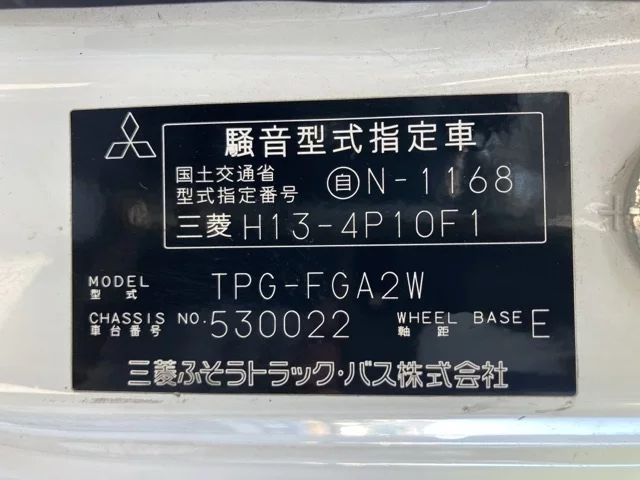 騒音型式指定車
国土交通省
型式指定番号 自N-1168
三菱 H13-4P10F1
MODEL
型式 TPG-FGA2W
CHASSIS NO. 530022 WHEEL BASE E
車台番号 軸距
三菱ふそうトラック・バス株式会社